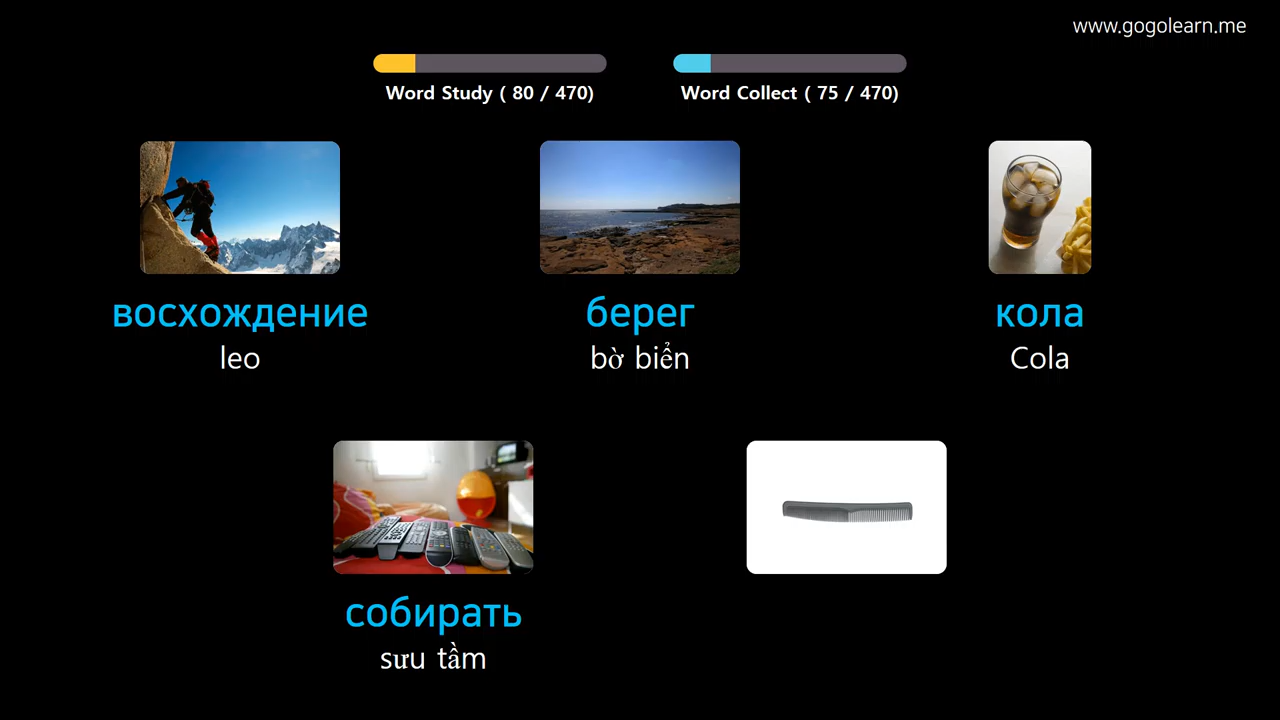 www.gogolearn.me
Word Study ( 80 / 470)
Word Collect ( 75 / 470)
восхождение
leo
берег
bờ biển
кола
Cola
собирать
sưu tầm